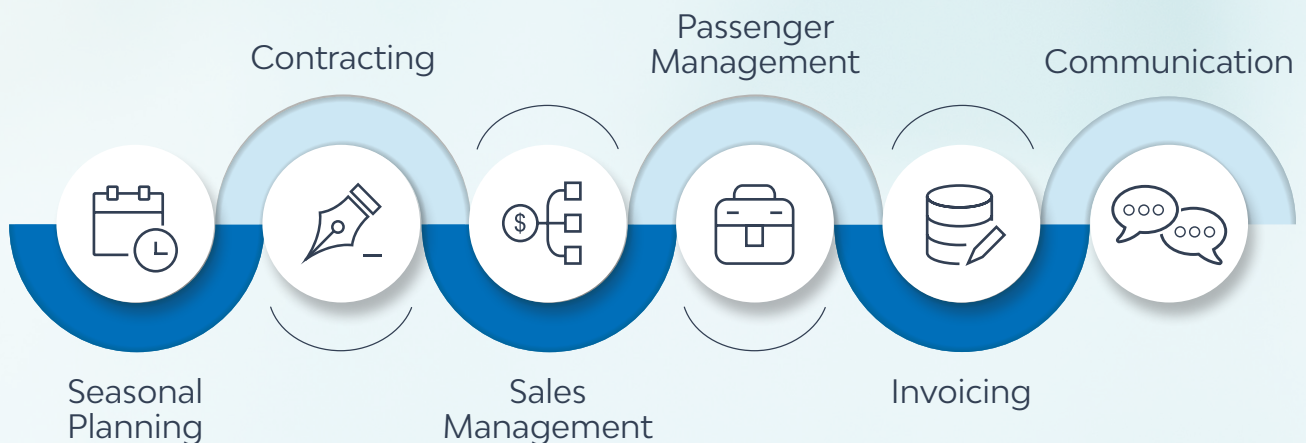 Seasonal
Planning
Contracting
Sales
Management
$
Passenger
Management
Invoicing
Communication